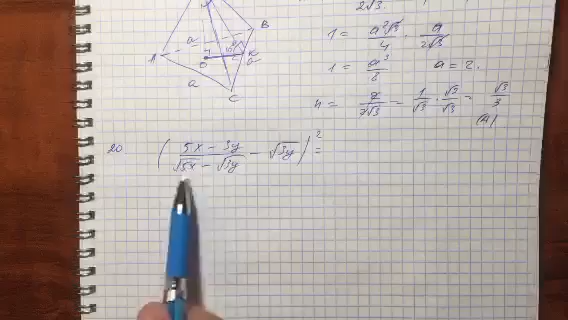 B
A
a
O
K
a
C
2√3
1 = a²√3/4 · a/2√3
1 = a³/8 a = 2.
h = 2/2√3 = 1/√3 · √3/√3 = √3/3
(A)
20 ( (5x − 3y)/(√5x − √3y) − √3y )² =